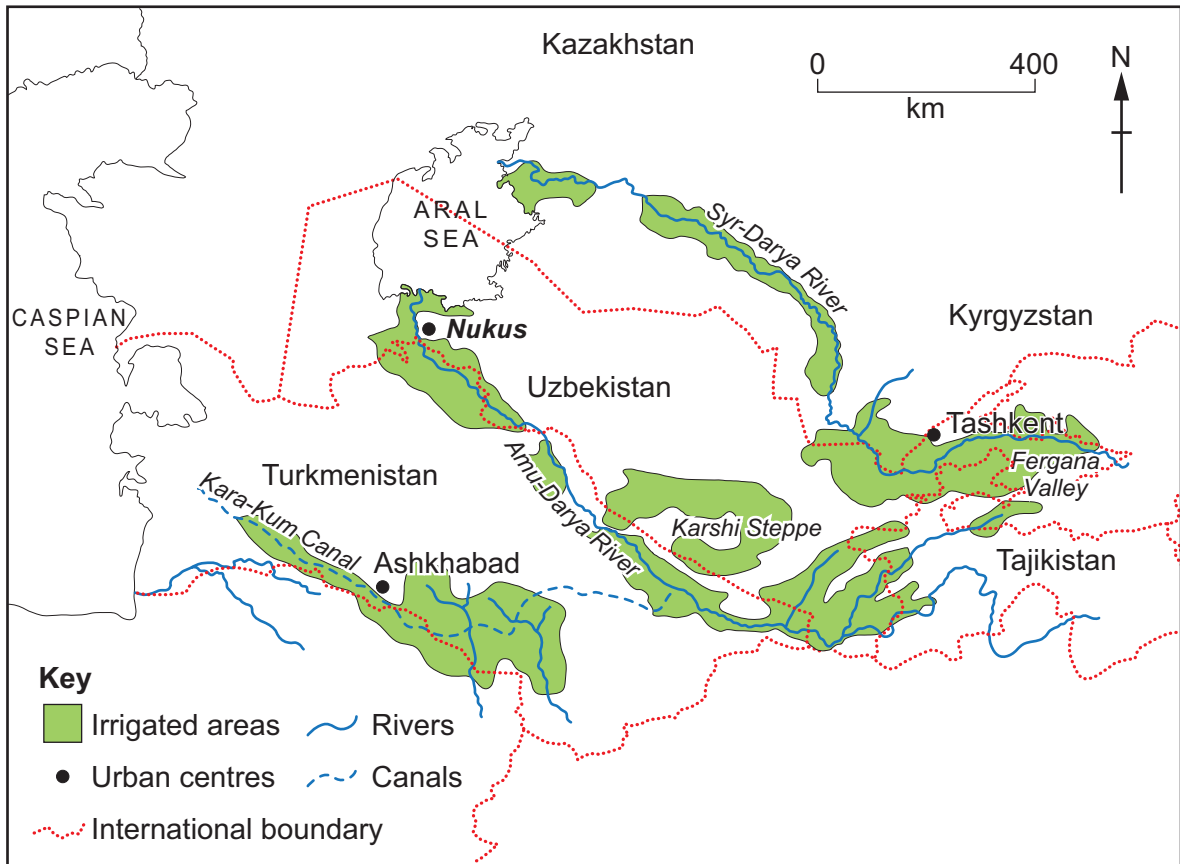 Kazakhstan
0 400
km
N
ARAL
SEA
Syr-Darya River
CASPIAN
SEA
Nukus
Kyrgyzstan
Uzbekistan
Tashkent
Fergana
Valley
Turkmenistan
Amu-Darya River
Kara-Kum Canal
Karshi Steppe
Ashkhabad
Tajikistan
Key
Irrigated areas
Rivers
Urban centres
Canals
International boundary